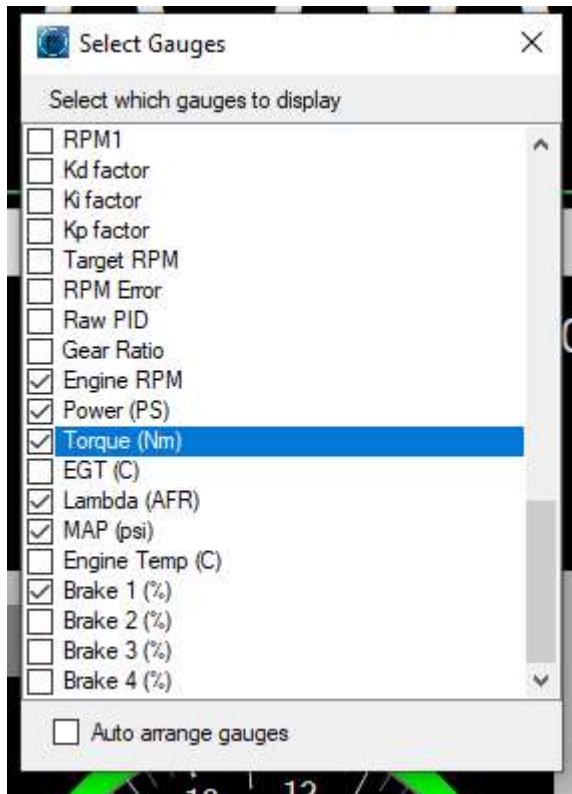 Select Gauges
Select which gauges to display
RPM1
Kd factor
Ki factor
Kp factor
Target RPM
RPM Error
Raw PID
Gear Ratio
Engine RPM
Power (PS)
Torque (Nm)
EGT (C)
Lambda (AFR)
MAP (psi)
Engine Temp (C)
Brake 1 (%)
Brake 2 (%)
Brake 3 (%)
Brake 4 (%)
Auto arrange gauges
10 12